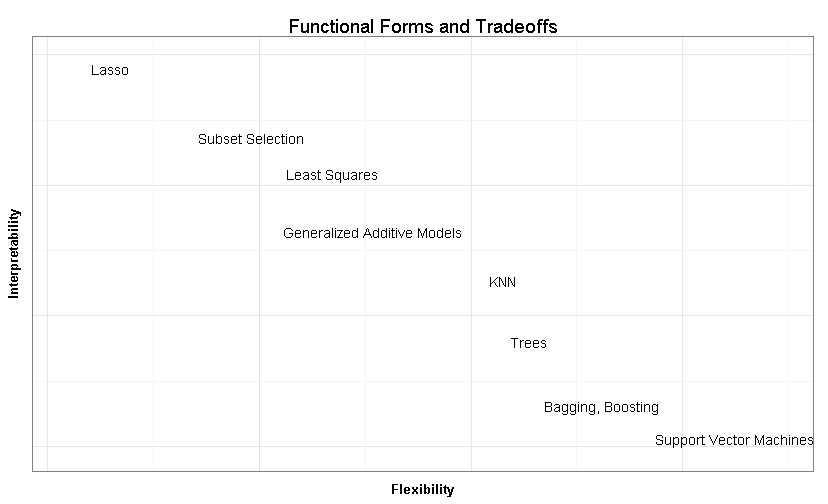 Functional Forms and Tradeoffs
Lasso
Subset Selection
Least Squares
Interpretability
Generalized Additive Models
KNN
Trees
Bagging, Boosting
Support Vector Machines
Flexibility